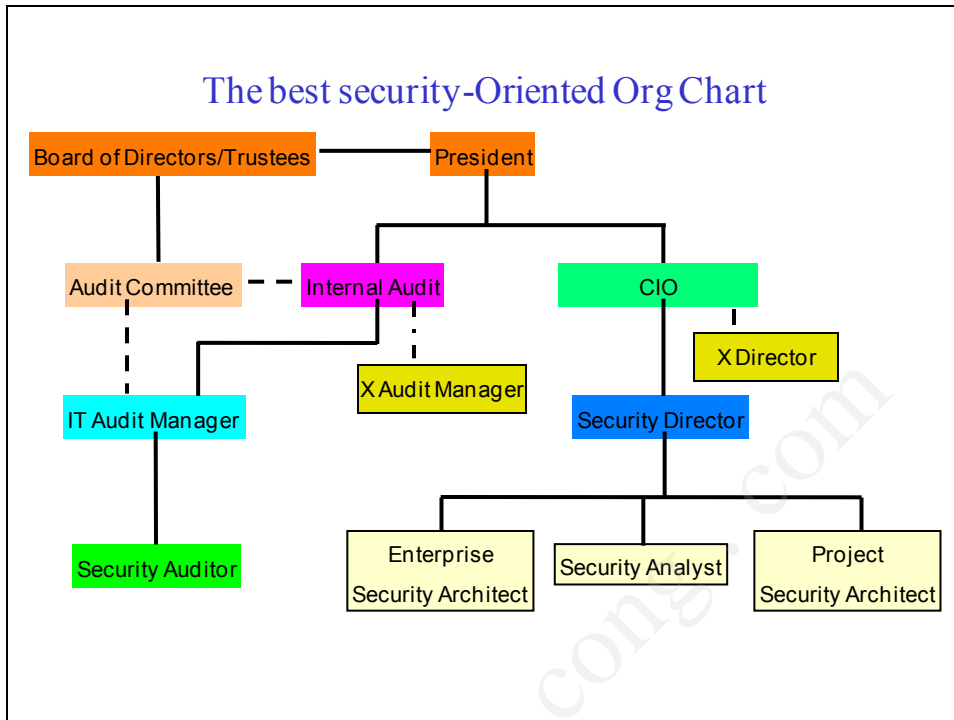 The best security-Oriented Org Chart
Board of Directors/Trustees
President
Audit Committee
Internal Audit
CIO
X Director
X Audit Manager
IT Audit Manager
Security Director
Security Auditor
Enterprise
Security Architect
Security Analyst
Project
Security Architect
cong . com